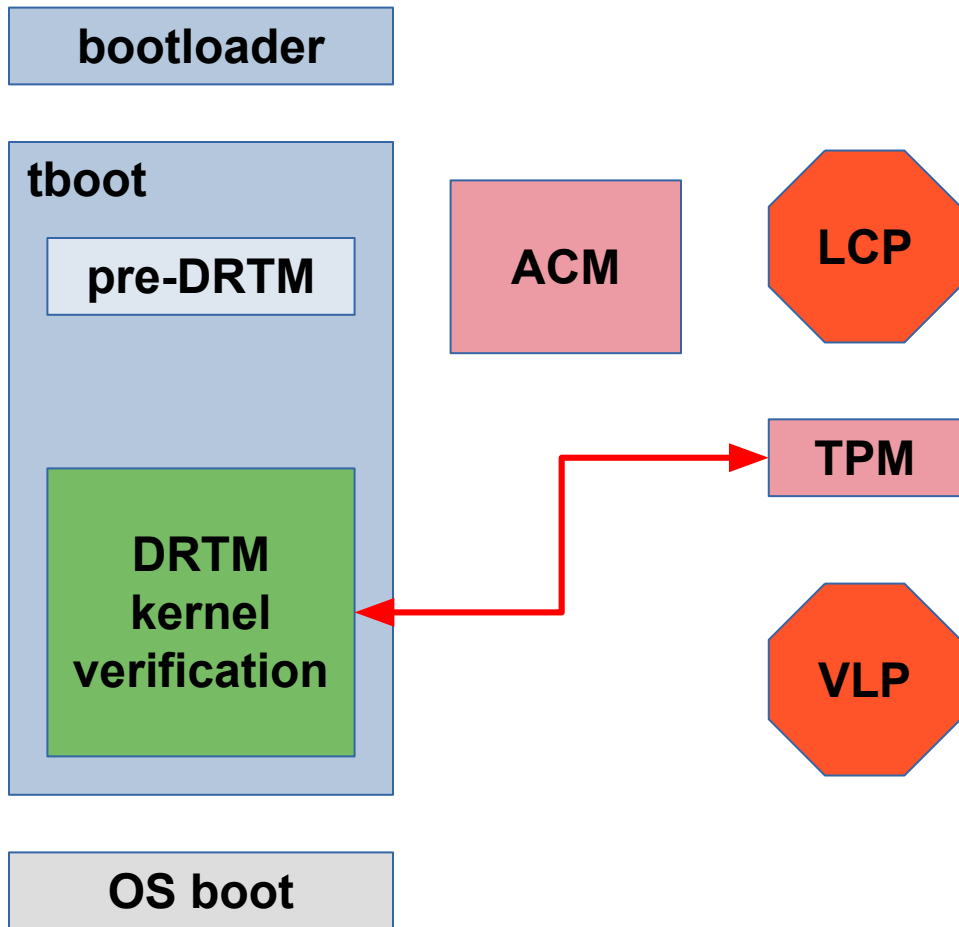 bootloader
tboot
pre-DRTM
ACM
LCP
TPM
DRTM
kernel
verification
VLP
OS boot